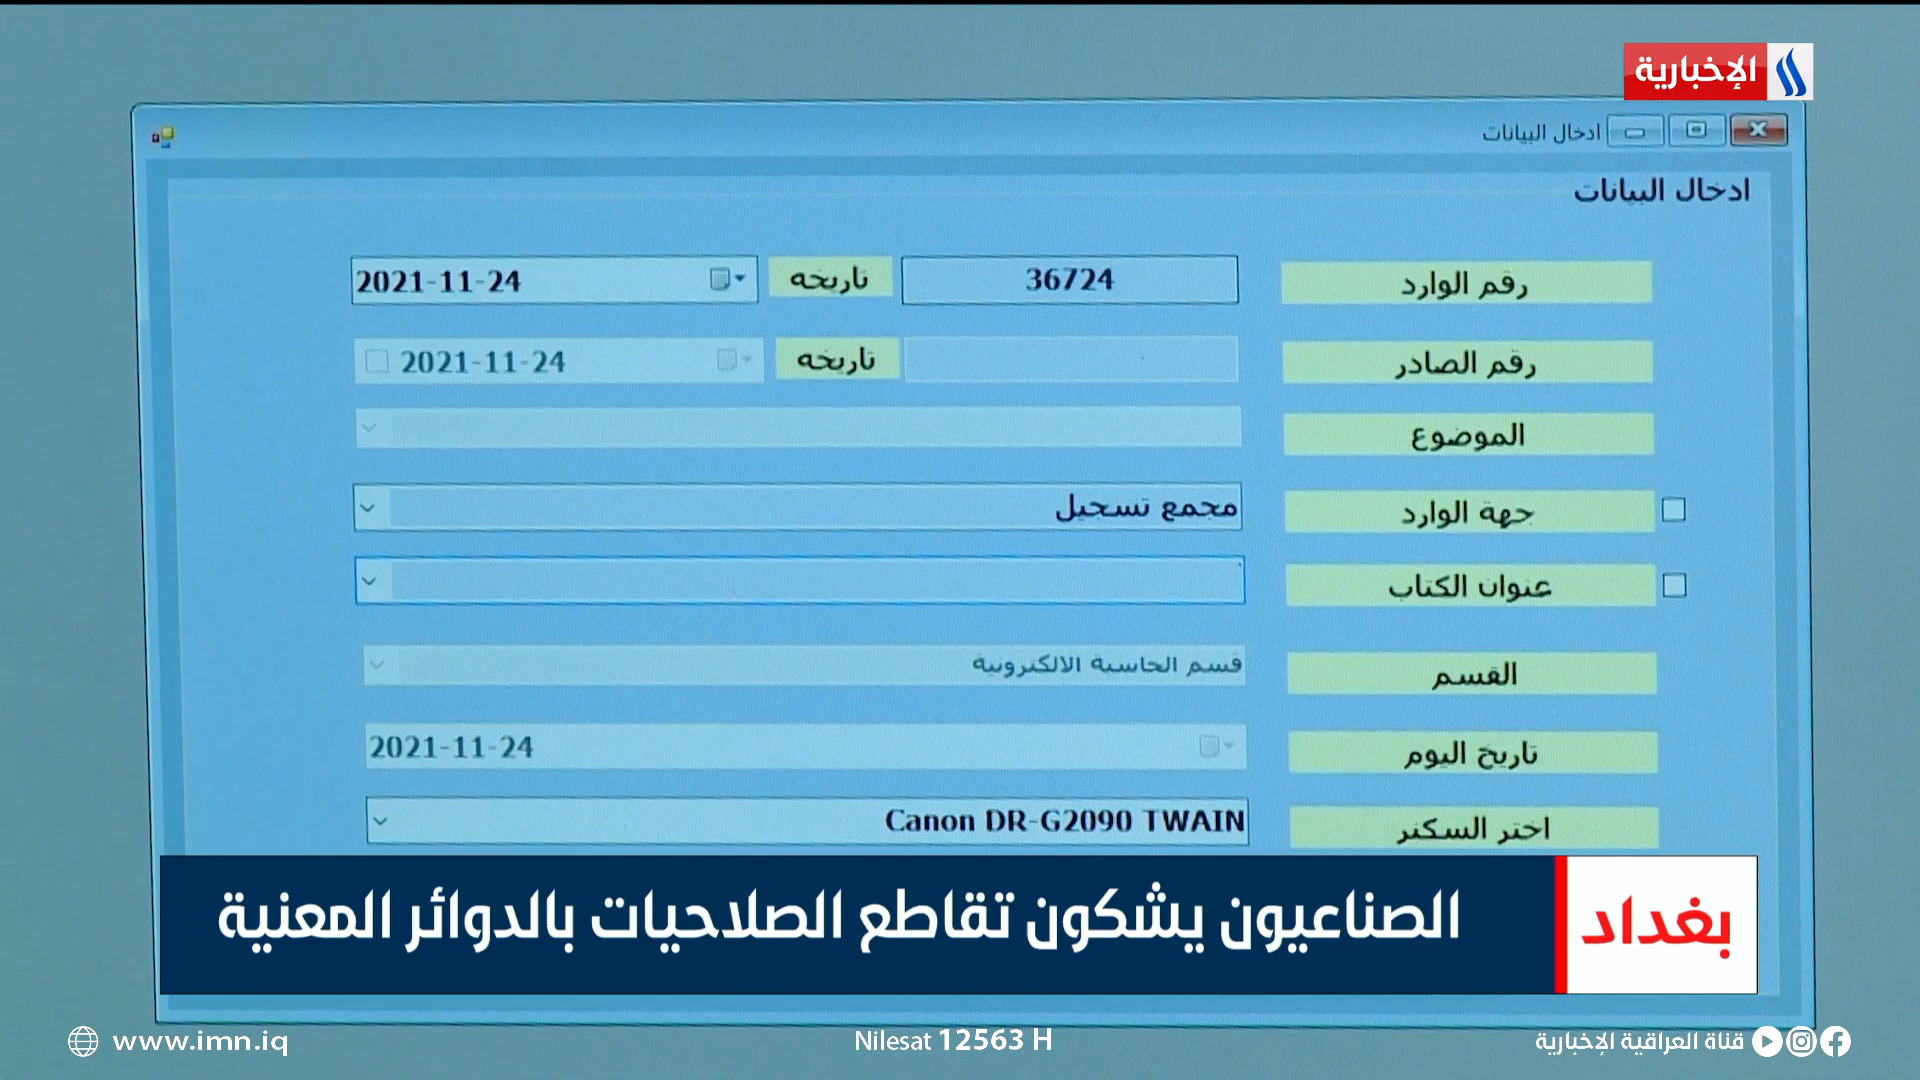 الإخبارية
ادخال البيانات
ادخال البيانات
رقم الوارد 36724 تاريخه 2021-11-24
رقم الصادر تاريخه 2021-11-24
الموضوع
جهة الوارد مجمع تسجيل
عنوان الكتاب
القسم قسم الحاسبة الالكترونية
تاريخ اليوم 2021-11-24
اختر السكنر Canon DR-G2090 TWAIN
بغداد
الصناعيون يشكون تقاطع الصلاحيات بالدوائر المعنية
www.imn.iq
Nilesat 12563 H
قناة العراقية الإخبارية